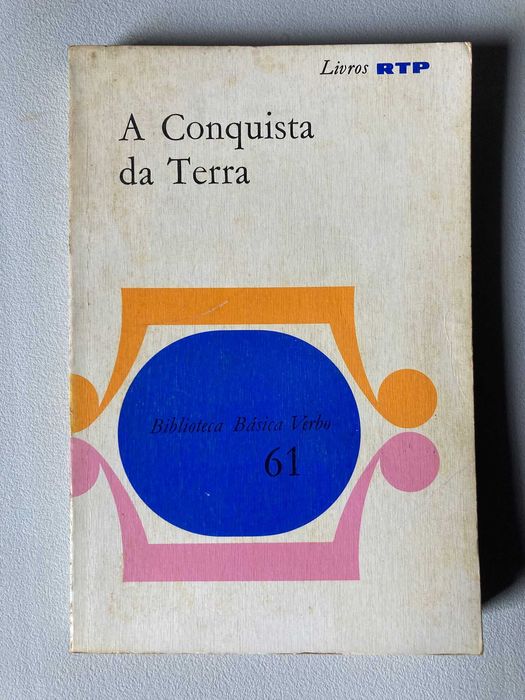 Livros RTP
A Conquista
da Terra
Biblioteca Básica Verbo
61